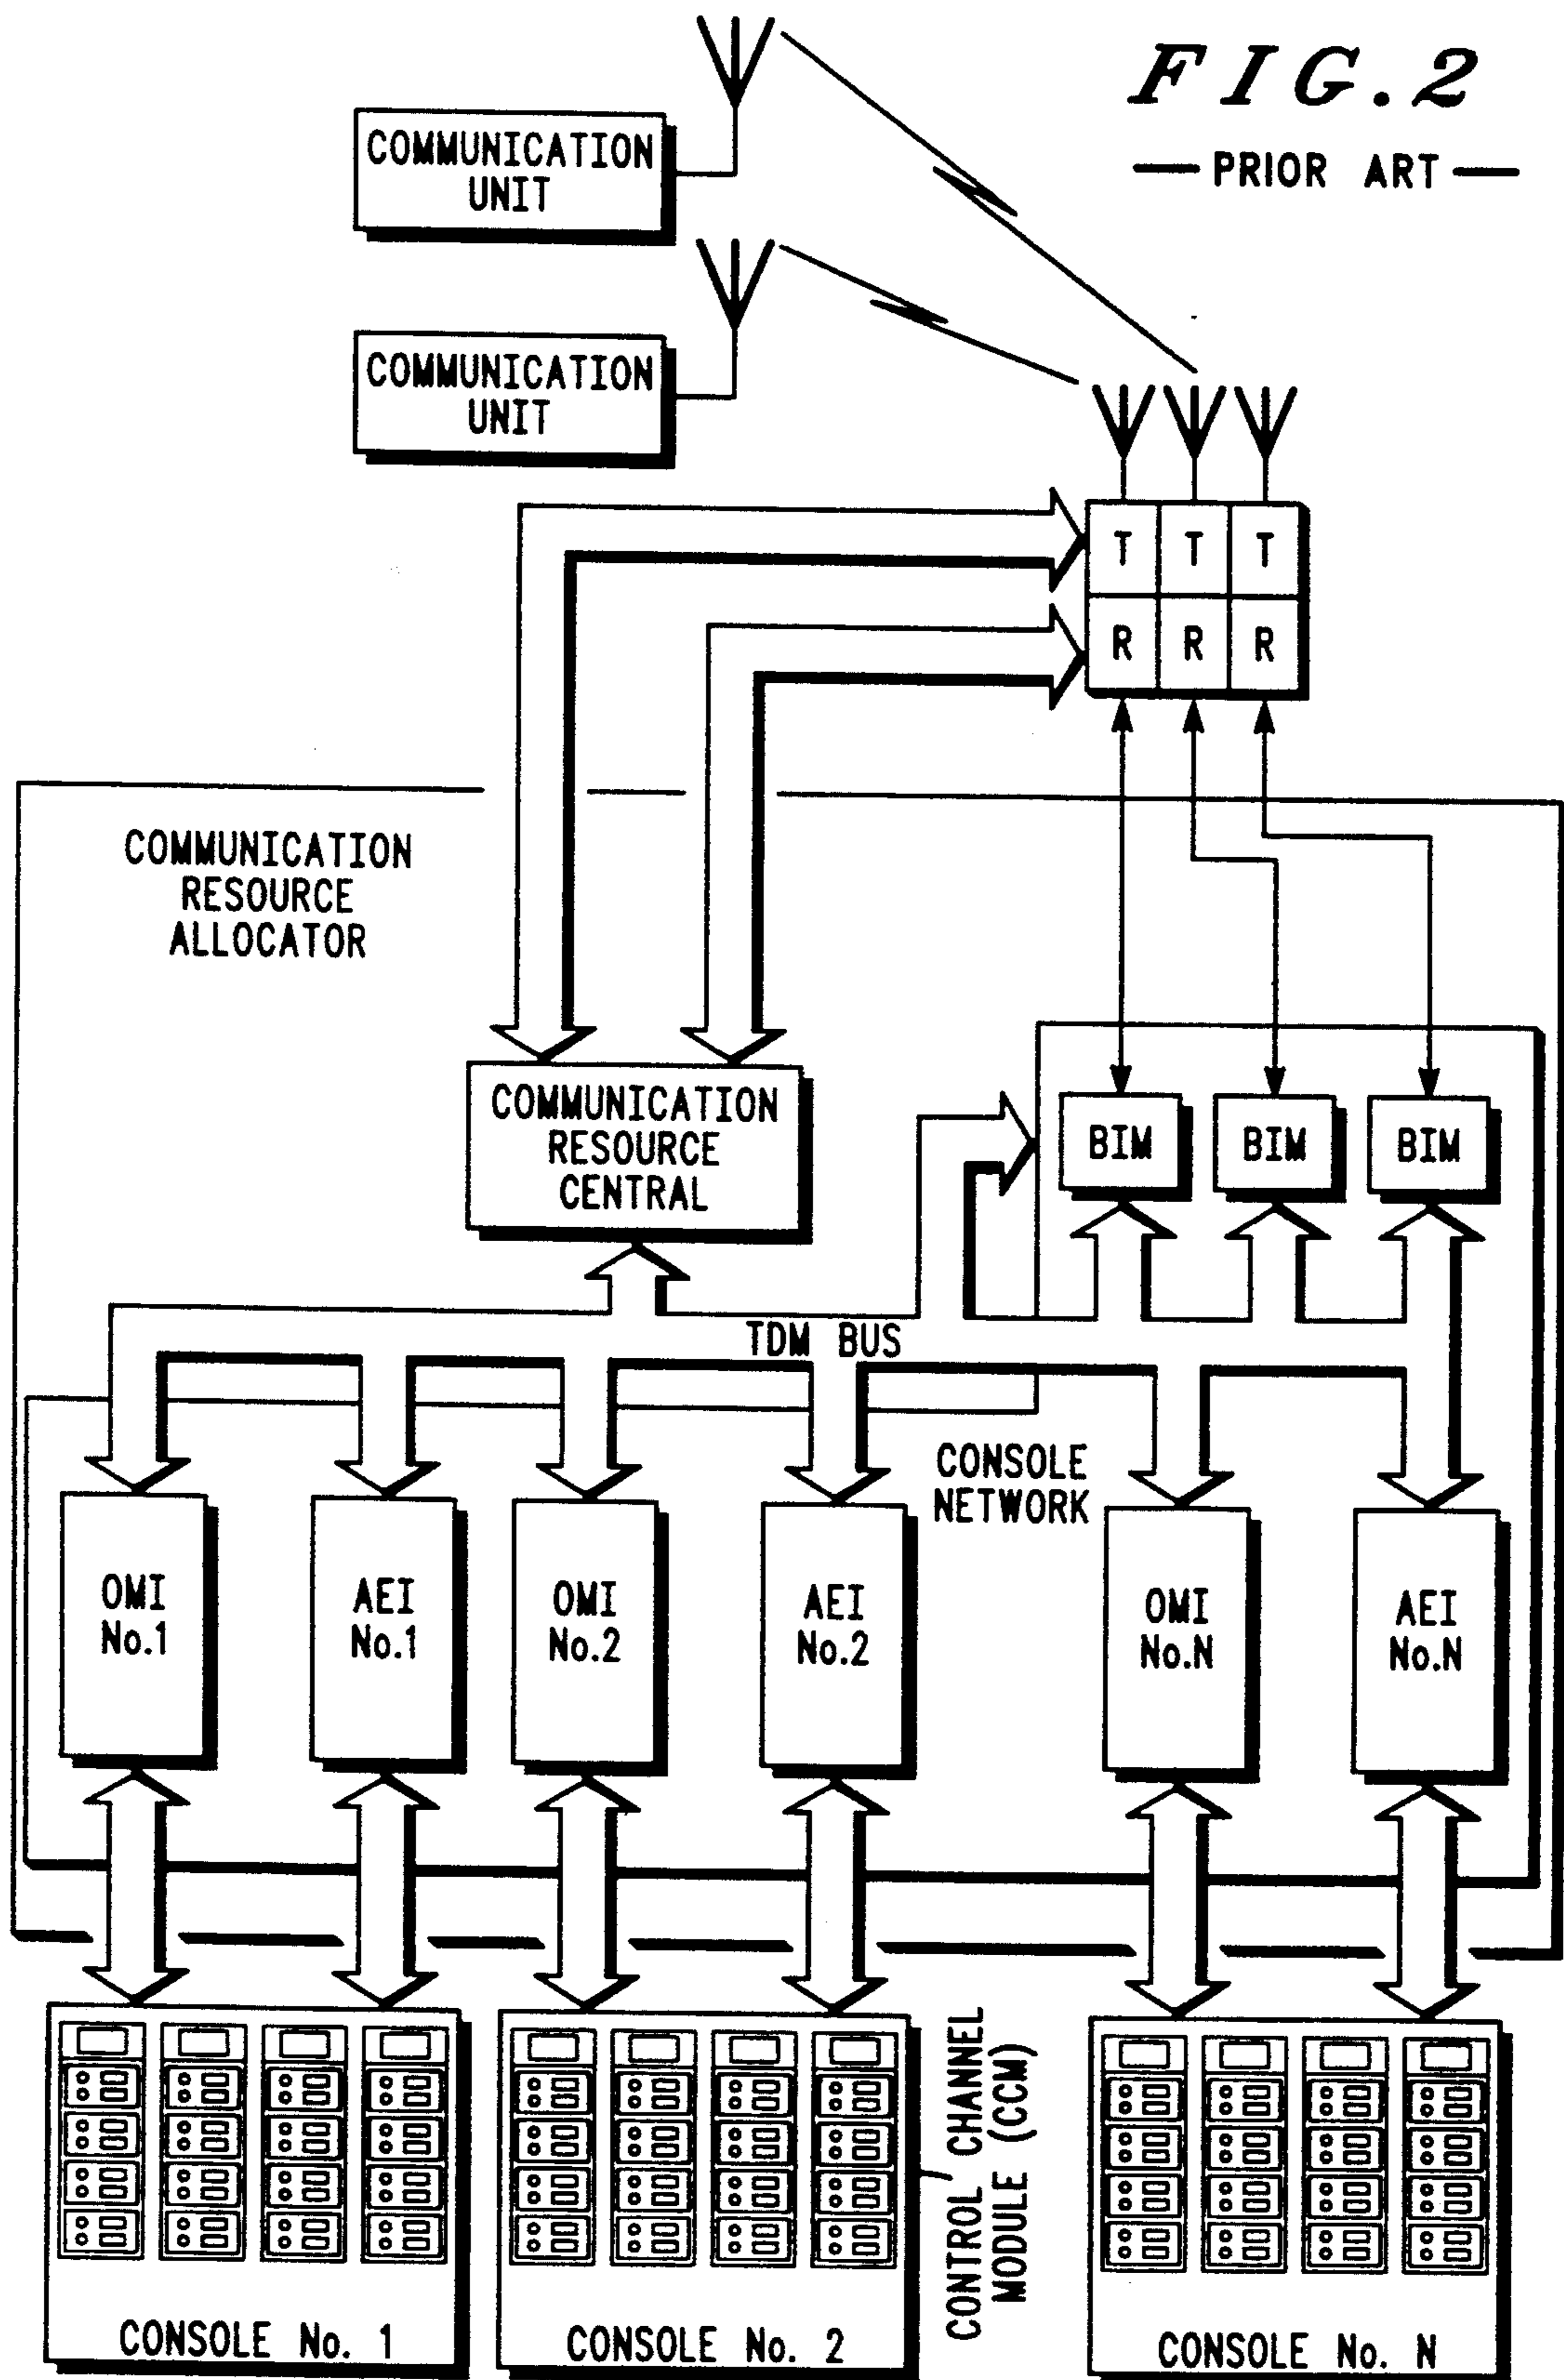 FIG.2
— PRIOR ART —
COMMUNICATION
UNIT
COMMUNICATION
UNIT
T T T
R R R
COMMUNICATION
RESOURCE
ALLOCATOR
COMMUNICATION
RESOURCE
CENTRAL
BIM BIM BIM
TDM BUS
CONSOLE
NETWORK
OMI
No.1
AEI
No.1
OMI
No.2
AEI
No.2
OMI
No.N
AEI
No.N
CONTROL CHANNEL
MODULE (CCM)
CONSOLE No. 1
CONSOLE No. 2
CONSOLE No. N